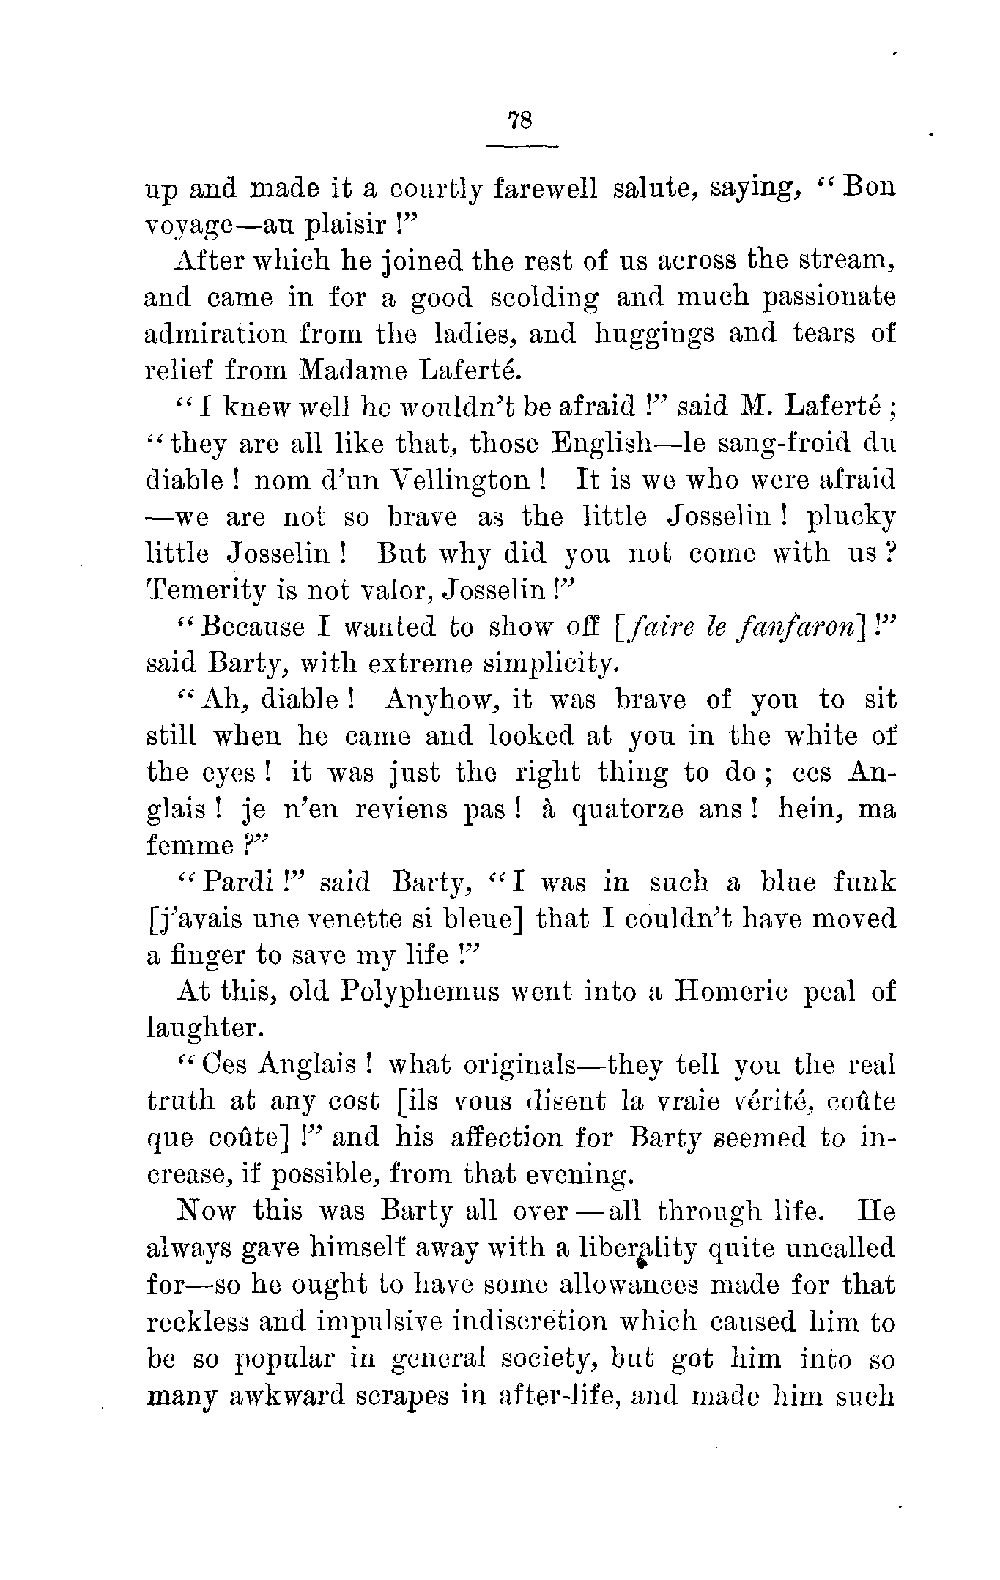 78
up and made it a courtly farewell salute, saying, “Bon
voyage—au plaisir !”
After which he joined the rest of us across the stream,
and came in for a good scolding and much passionate
admiration from the ladies, and huggings and tears of
relief from Madame Laferté.
“I knew well he wouldn’t be afraid !” said M. Laferté ;
“they are all like that, those English—le sang-froid du
diable ! nom d’un Vellington ! It is we who were afraid
—we are not so brave as the little Josselin ! plucky
little Josselin ! But why did you not come with us ?
Temerity is not valor, Josselin !”
“Because I wanted to show off [faire le fanfaron] !”
said Barty, with extreme simplicity.
“Ah, diable ! Anyhow, it was brave of you to sit
still when he came and looked at you in the white of
the eyes ! it was just the right thing to do ; ces An-
glais ! je n’en reviens pas ! à quatorze ans ! hein, ma
femme ?”
“Pardi !” said Barty, “I was in such a blue funk
[j’avais une venette si bleue] that I couldn’t have moved
a finger to save my life !”
At this, old Polyphemus went into a Homeric peal of
laughter.
“Ces Anglais ! what originals—they tell you the real
truth at any cost [ils vous disent la vraie vérité, coûte
que coûte] !” and his affection for Barty seemed to in-
crease, if possible, from that evening.
Now this was Barty all over—all through life. He
always gave himself away with a liberality quite uncalled
for—so he ought to have some allowances made for that
reckless and impulsive indiscretion which caused him to
be so popular in general society, but got him into so
many awkward scrapes in after-life, and made him such